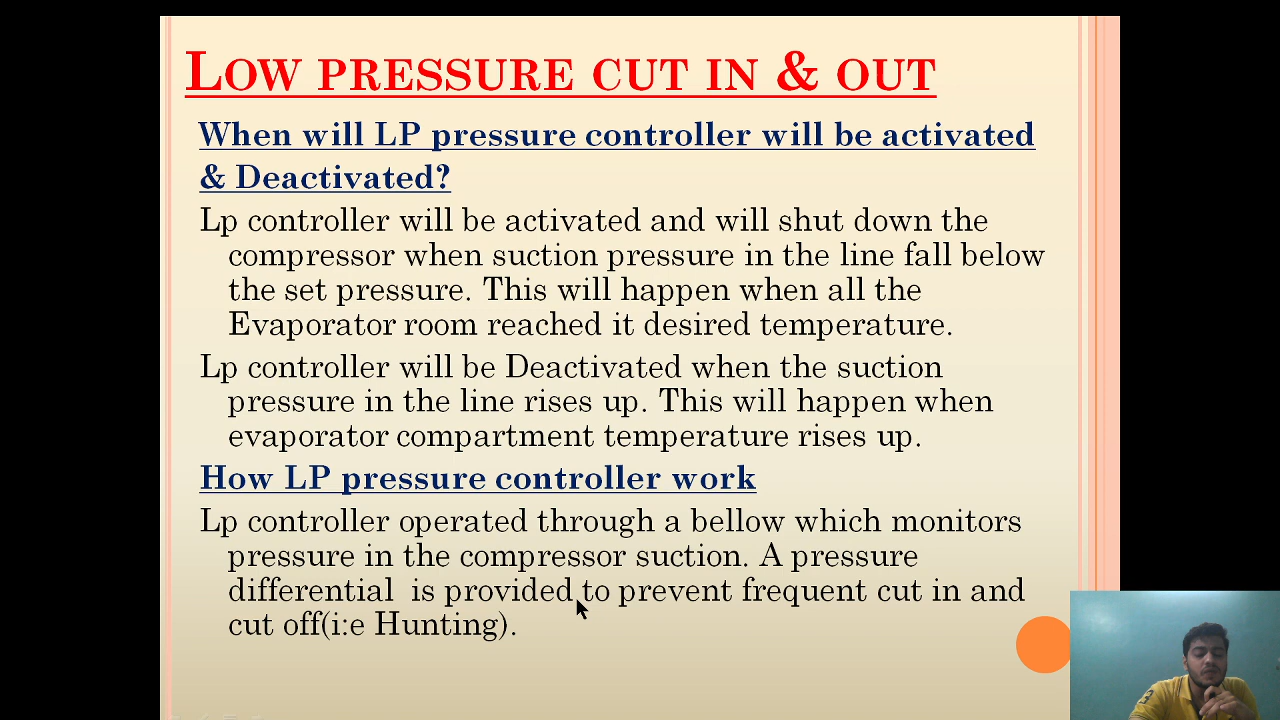 LOW PRESSURE CUT IN & OUT
When will LP pressure controller will be activated
& Deactivated?
Lp controller will be activated and will shut down the
compressor when suction pressure in the line fall below
the set pressure. This will happen when all the
Evaporator room reached it desired temperature.
Lp controller will be Deactivated when the suction
pressure in the line rises up. This will happen when
evaporator compartment temperature rises up.
How LP pressure controller work
Lp controller operated through a bellow which monitors
pressure in the compressor suction. A pressure
differential is provided to prevent frequent cut in and
cut off(i:e Hunting).